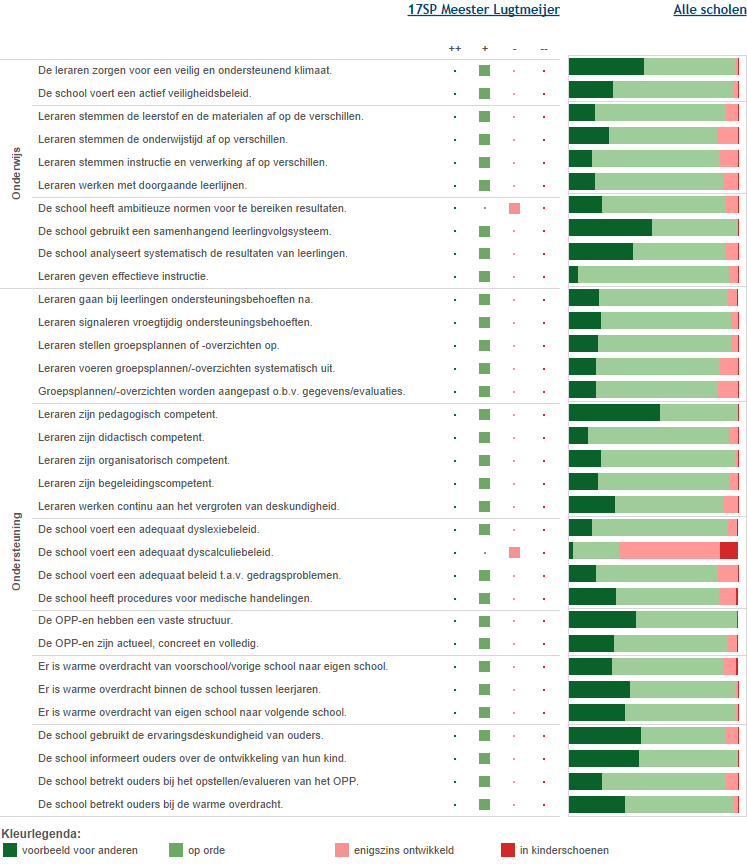 17SP Meester Lugtmeijer Alle scholen
++ + - --
De leraren zorgen voor een veilig en ondersteunend klimaat.
De school voert een actief veiligheidsbeleid.
Leraren stemmen de leerstof en de materialen af op de verschillen.
Leraren stemmen de onderwijstijd af op verschillen.
Leraren stemmen instructie en verwerking af op verschillen.
Leraren werken met doorgaande leerlijnen.
Onderwijs
De school heeft ambitieuze normen voor te bereiken resultaten.
De school gebruikt een samenhangend leerlingvolgsysteem.
De school analyseert systematisch de resultaten van leerlingen.
Leraren geven effectieve instructie.
Leraren gaan bij leerlingen ondersteuningsbehoeften na.
Leraren signaleren vroegtijdig ondersteuningsbehoeften.
Leraren stellen groepsplannen of -overzichten op.
Leraren voeren groepsplannen/-overzichten systematisch uit.
Groepsplannen/-overzichten worden aangepast o.b.v. gegevens/evaluaties.
Leraren zijn pedagogisch competent.
Leraren zijn didactisch competent.
Leraren zijn organisatorisch competent.
Leraren zijn begeleidingscompetent.
Leraren werken continu aan het vergroten van deskundigheid.
De school voert een adequaat dyslexiebeleid.
Ondersteuning
De school voert een adequaat dyscalculiebeleid.
De school voert een adequaat beleid t.a.v. gedragsproblemen.
De school heeft procedures voor medische handelingen.
De OPP-en hebben een vaste structuur.
De OPP-en zijn actueel, concreet en volledig.
Er is warme overdracht van voorschool/vorige school naar eigen school.
Er is warme overdracht binnen de school tussen leerjaren.
Er is warme overdracht van eigen school naar volgende school.
De school gebruikt de ervaringsdeskundigheid van ouders.
De school informeert ouders over de ontwikkeling van hun kind.
De school betrekt ouders bij het opstellen/evalueren van het OPP.
De school betrekt ouders bij de warme overdracht.
Kleurlegenda:
voorbeeld voor anderen op orde enigszins ontwikkeld in kinderschoenen